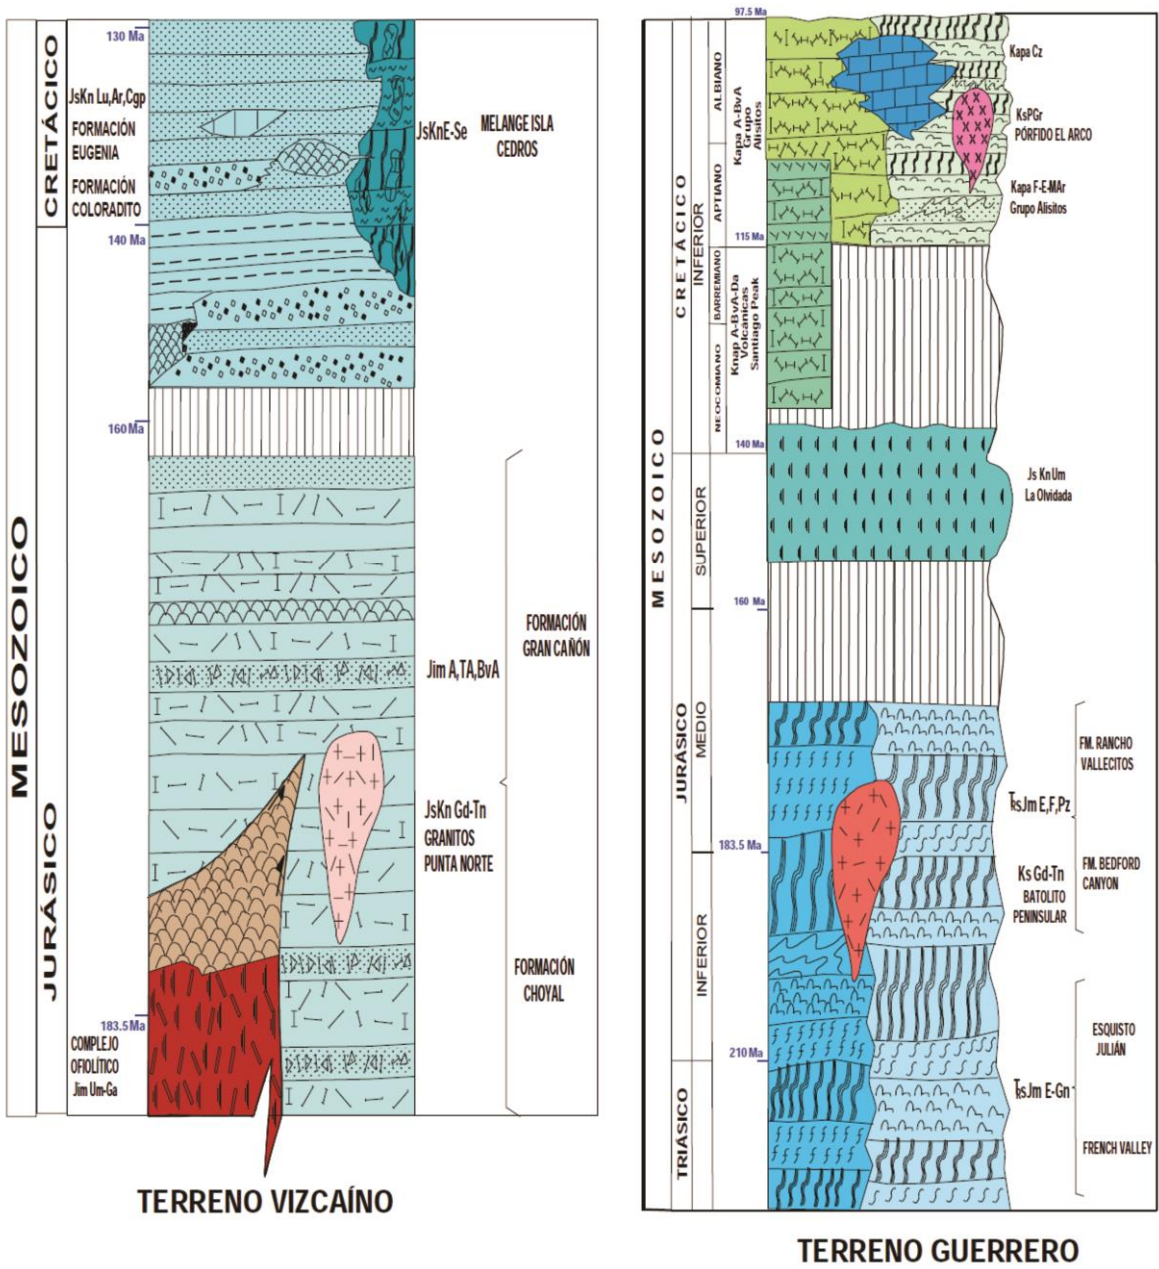 MESOZOICO
CRETÁCICO
JURÁSICO
130 Ma
JsKn Lu,Ar,Cgp
FORMACIÓN
EUGENIA
FORMACIÓN
COLORADITO
140 Ma
160 Ma
183.5 Ma
COMPLEJO
OFIOLÍTICO
Jim Um-Ga
JsKnE-Se
MELANGE ISLA
CEDROS
FORMACIÓN
GRAN CAÑÓN
Jim A,TA,BvA
JsKn Gd-Tn
GRANITOS
PUNTA NORTE
FORMACIÓN
CHOYAL
TERRENO VIZCAÍNO
MESOZOICO
CRETÁCICO
INFERIOR
ALBIANO
APTIANO
BARREMIANO
NEOCOMIANO
JURÁSICO
SUPERIOR
MEDIO
INFERIOR
TRIÁSICO
97.5 Ma
Kapa A-BvA
Grupo
Alisitos
115 Ma
Knap A-BvA-Da
Volcánicas
Santiago Peak
140 Ma
160 Ma
183.5 Ma
210 Ma
Kapa Cz
KsPGr
PÓRFIDO EL ARCO
Kapa F-E-MAr
Grupo Alisitos
Js Kn Um
La Olvidada
FM. RANCHO
VALLECITOS
TRsJm E,F,Pz
FM. BEDFORD
CANYON
Ks Gd-Tn
BATOLITO
PENINSULAR
ESQUISTO
JULIÁN
TRsJm E-Gn
FRENCH VALLEY
TERRENO GUERRERO